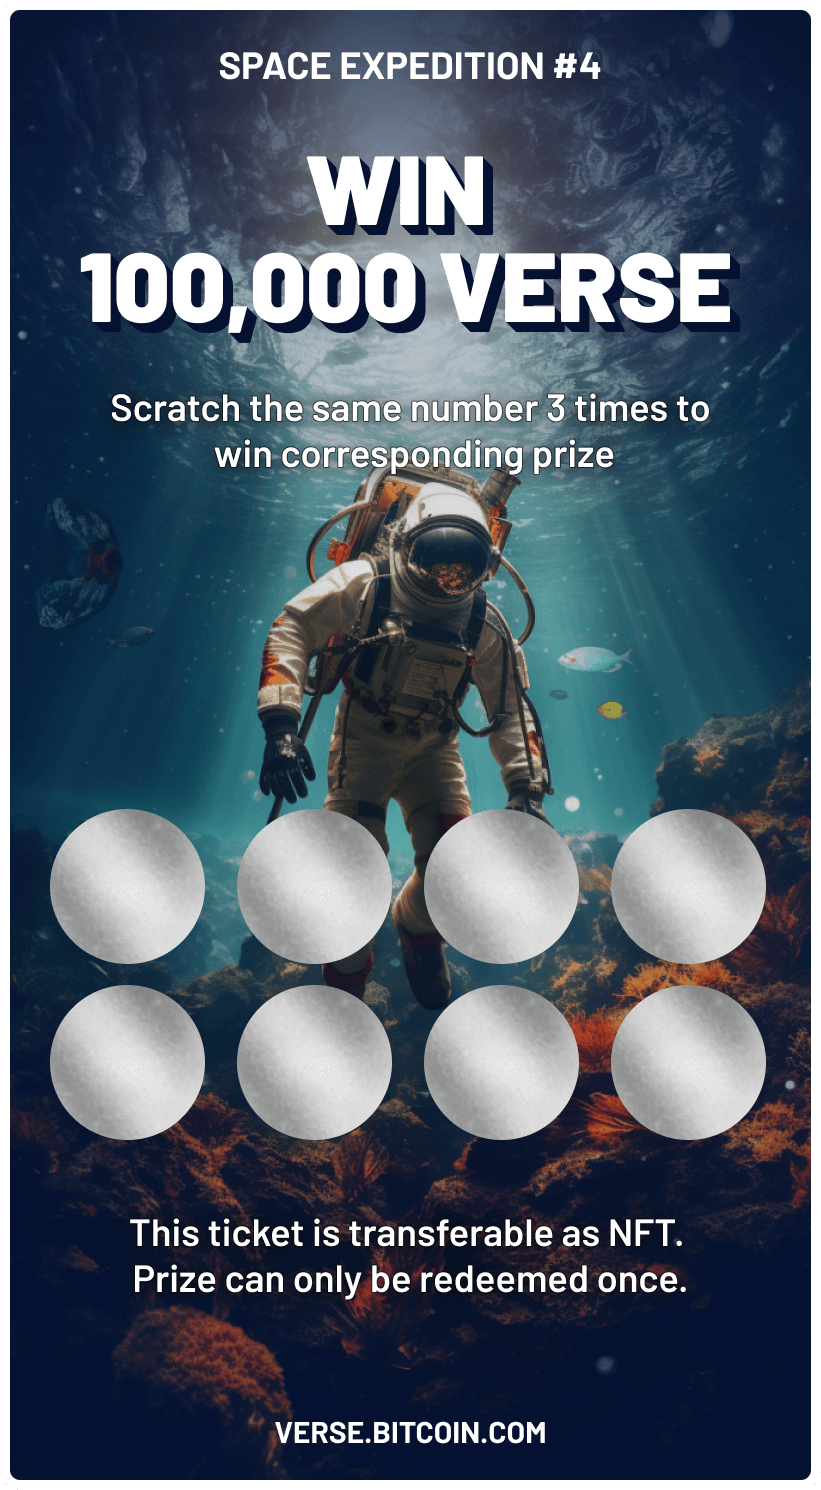 SPACE EXPEDITION #4
WIN
100,000 VERSE
Scratch the same number 3 times to
win corresponding prize
This ticket is transferable as NFT.
Prize can only be redeemed once.
VERSE.BITCOIN.COM